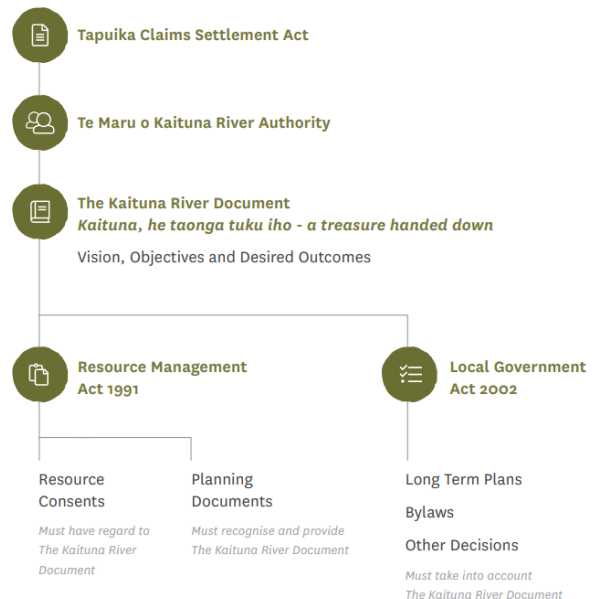 Tapuika Claims Settlement Act
Te Maru o Kaituna River Authority
The Kaituna River Document
Kaituna, he taonga tuku iho - a treasure handed down
Vision, Objectives and Desired Outcomes
Resource Management
Act 1991
Local Government
Act 2002
Resource
Consents
Must have regard to
The Kaituna River
Document
Planning
Documents
Must recognise and provide
The Kaituna River Document
Long Term Plans
Bylaws
Other Decisions
Must take into account
The Kaituna River Document